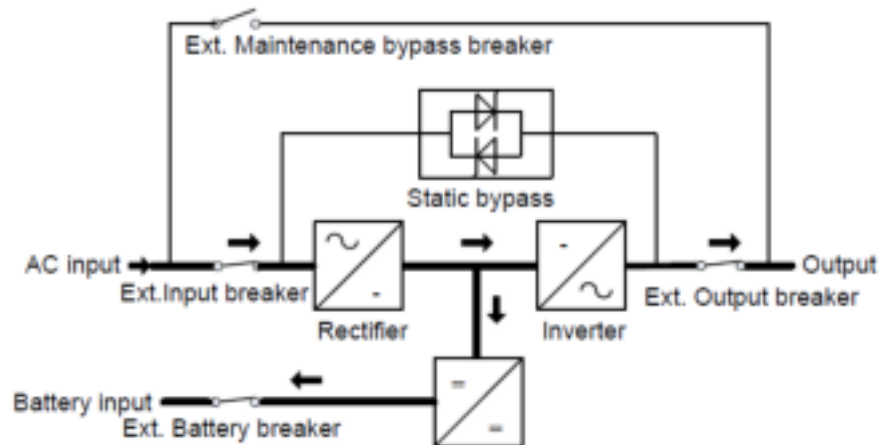 Ext. Maintenance bypass breaker
Static bypass
AC input
Output
Ext.Input breaker
Ext. Output breaker
Rectifier
Inverter
Battery input
Ext. Battery breaker